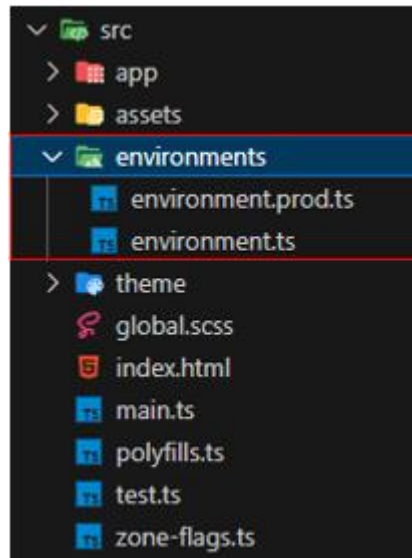 src
app
assets
environments
environment.prod.ts
environment.ts
theme
global.scss
index.html
main.ts
polyfills.ts
test.ts
zone-flags.ts